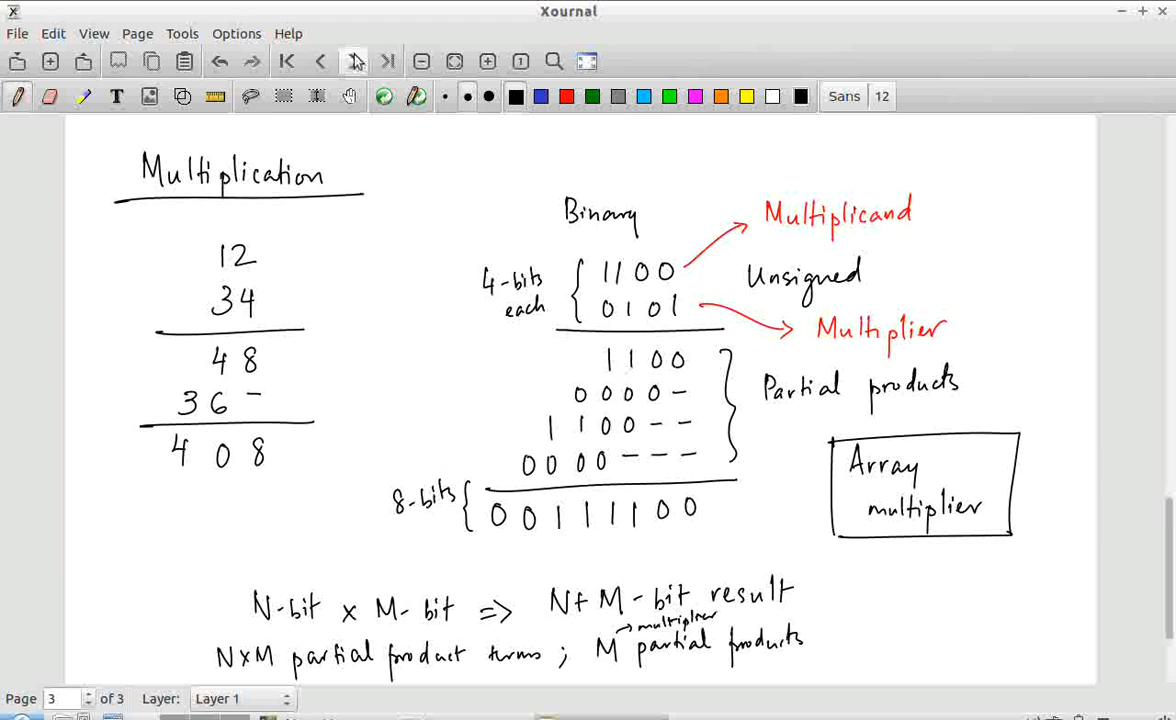 Xournal
File Edit View Page Tools Options Help
Sans 12
Multiplication
12
34
48
36 -
408
Binary
4-bits each
1100
0101
Multiplicand
Unsigned
Multiplier
1100
0000 -
1100 - -
0000 - - -
Partial products
8-bits
00111100
Array
multiplier
N-bit x M-bit => N+M-bit result
NxM partial product terms ; M partial products
→ multiplier
Page 3 of 3 Layer: Layer 1